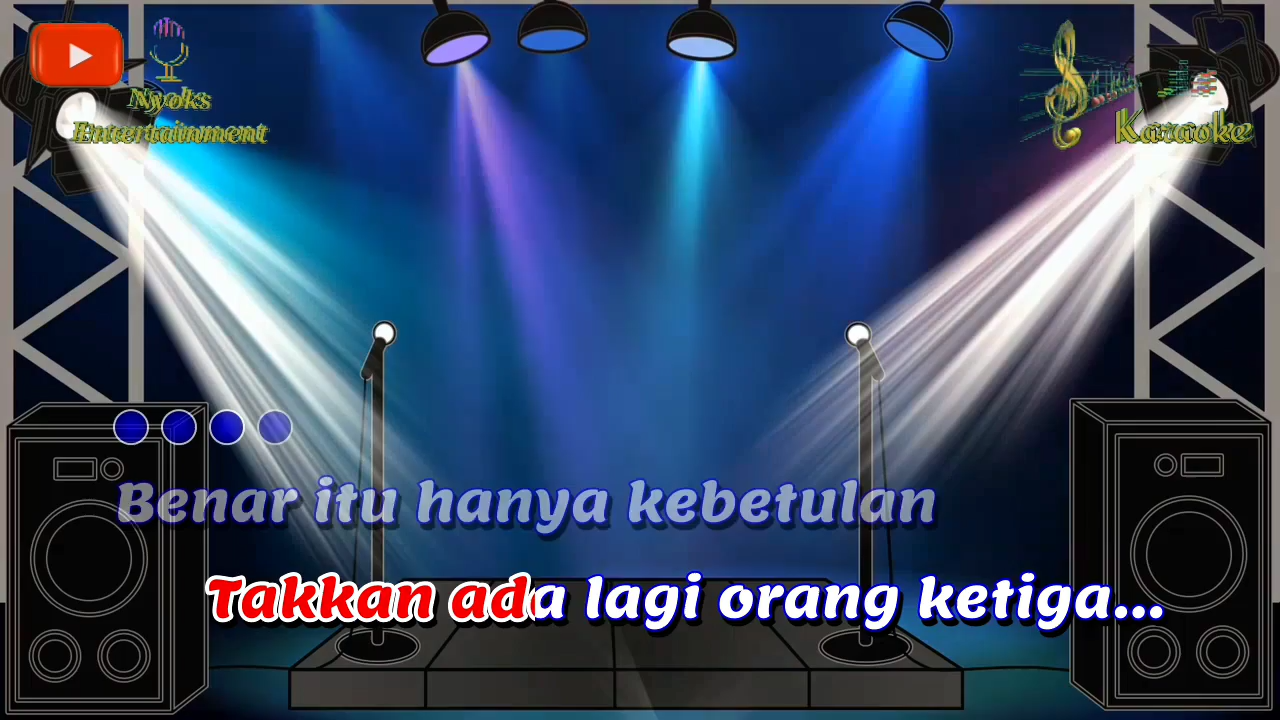 Nyoks
Entertainment
Karaoke
Benar itu hanya kebetulan
Takkan ada lagi orang ketiga...